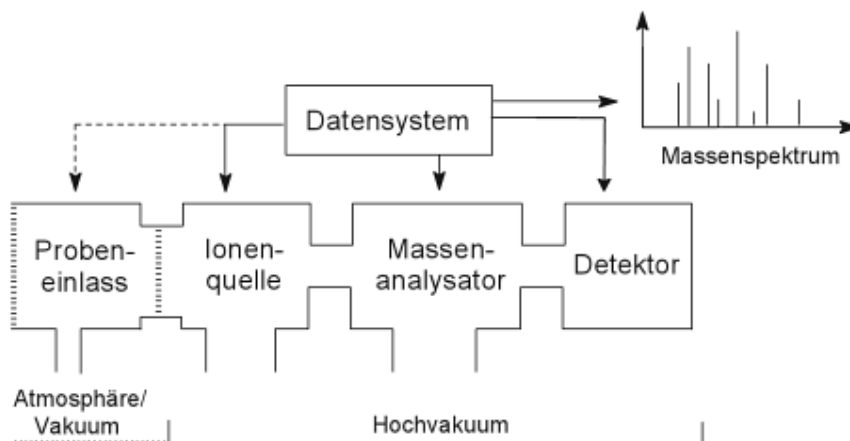 Datensystem
Massenspektrum
Proben-
einlass
Ionen-
quelle
Massen-
analysator
Detektor
Atmosphäre/
Vakuum
Hochvakuum